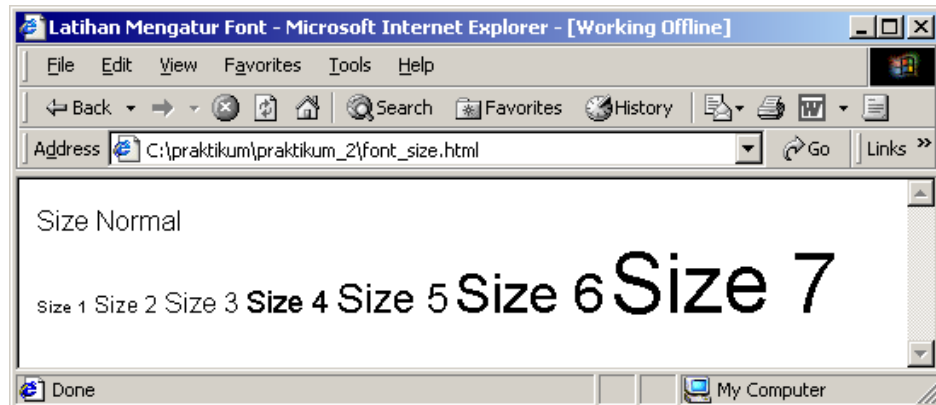 Latihan Mengatur Font - Microsoft Internet Explorer - [Working Offline]
File Edit View Favorites Tools Help
Back Search Favorites History
Address C:\praktikum\praktikum_2\font_size.html Go Links »
Size Normal
Size 1 Size 2 Size 3 Size 4 Size 5 Size 6 Size 7
Done My Computer